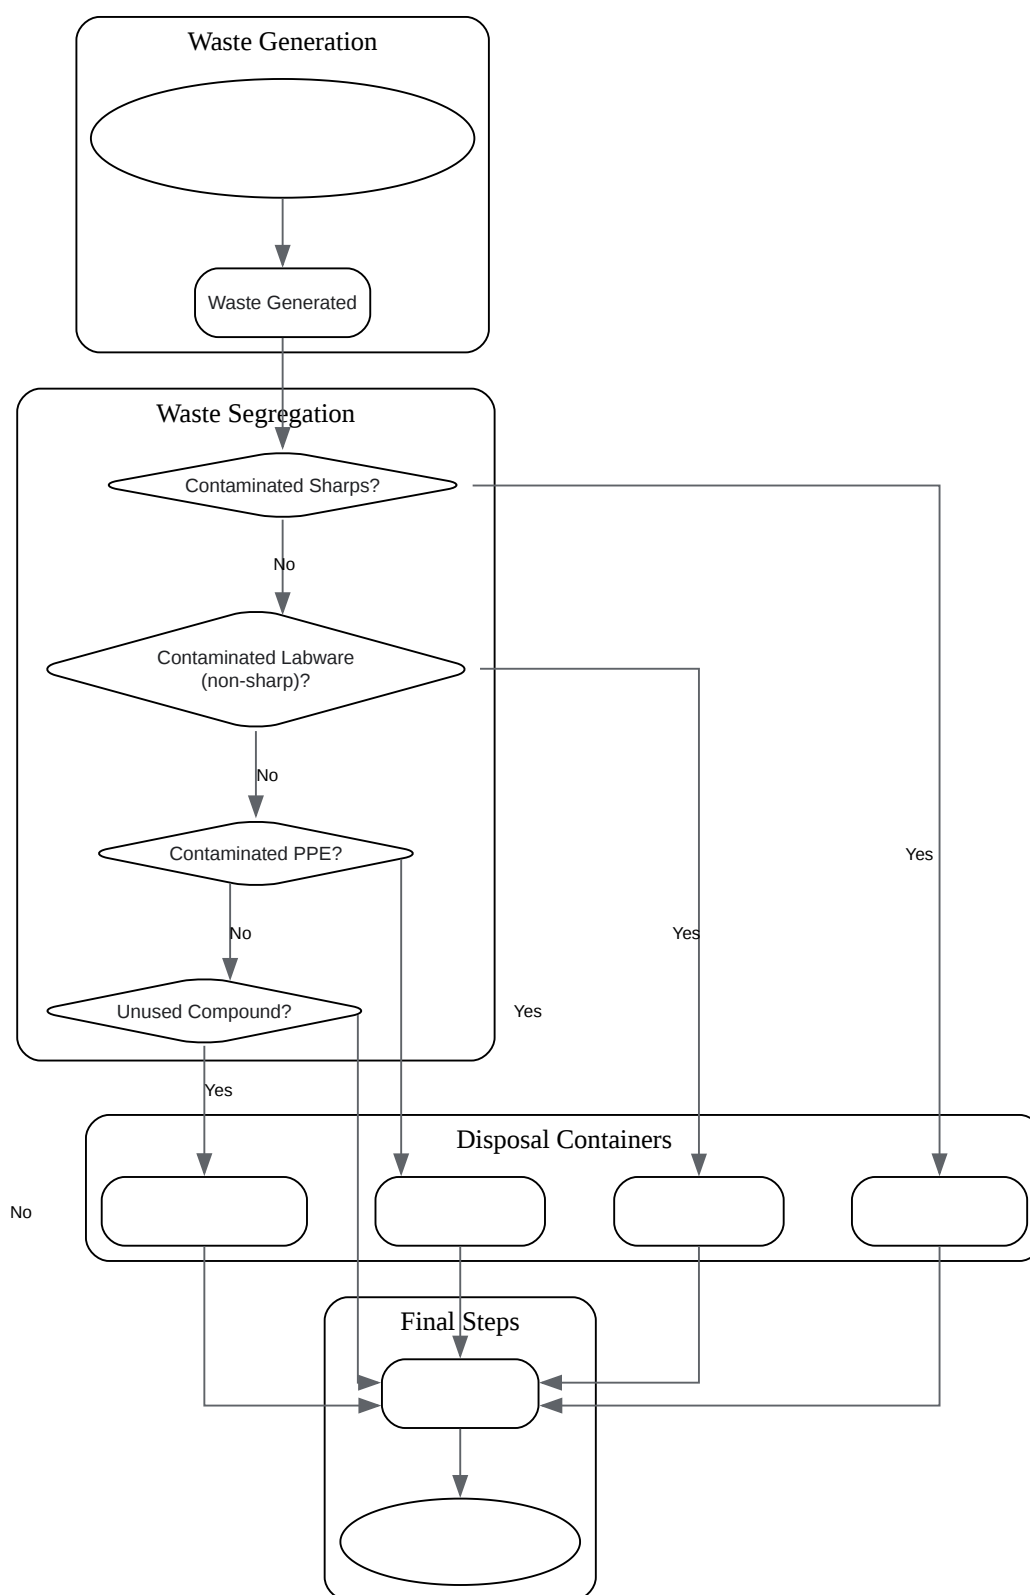 Waste Generation
Waste Generated
Waste Segregation
Contaminated Sharps?
No
Contaminated Labware
(non-sharp)?
No
Contaminated PPE?
Yes
No
Yes
Unused Compound?
Yes
Yes
Disposal Containers
No
Final Steps